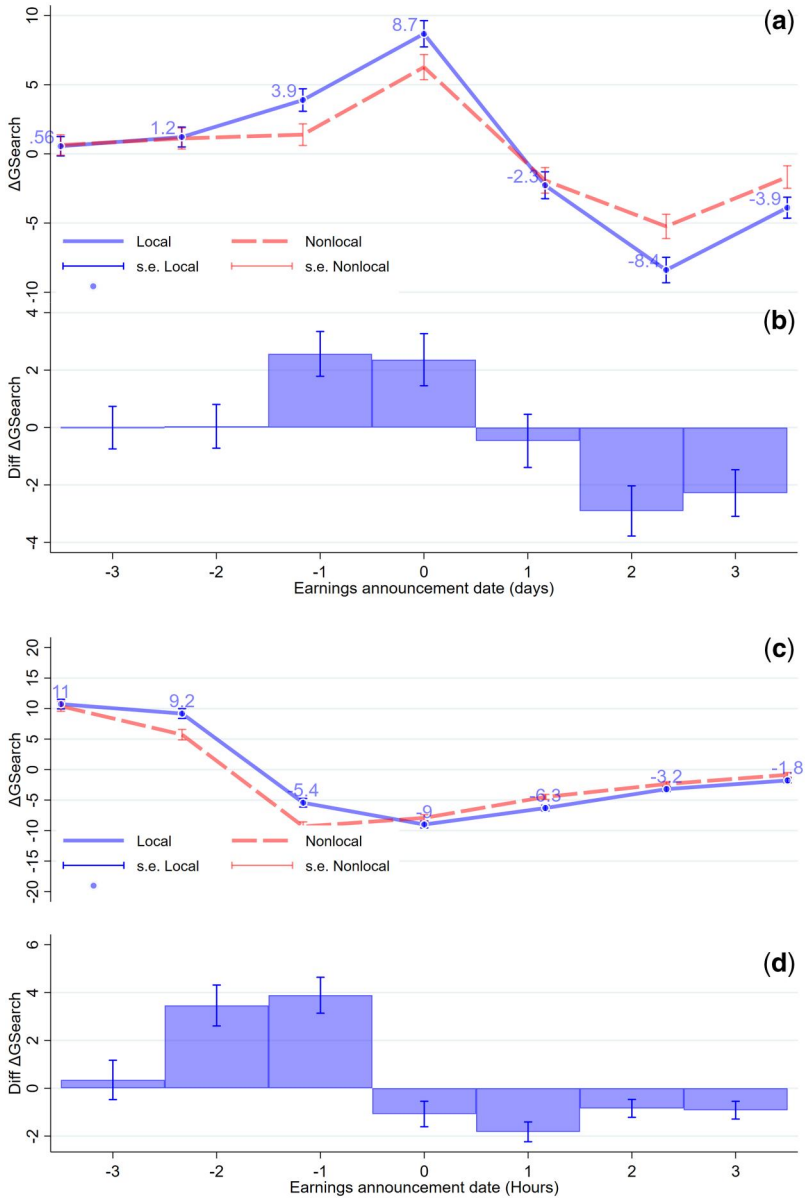 (a)
10
5
0
-5
-10
ΔGSearch
.56
1.2
3.9
8.7
-2.3
-8.4
-3.9
Local
Nonlocal
s.e. Local
s.e. Nonlocal
(b)
4
2
0
-2
-4
Diff ΔGSearch
-3 -2 -1 0 1 2 3
Earnings announcement date (days)
(c)
20
15
10
5
0
-5
-10
-15
-20
ΔGSearch
11
9.2
-5.4
-9
-6.3
-3.2
-1.8
Local
Nonlocal
s.e. Local
s.e. Nonlocal
(d)
6
4
2
0
-2
Diff ΔGSearch
-3 -2 -1 0 1 2 3
Earnings announcement date (Hours)